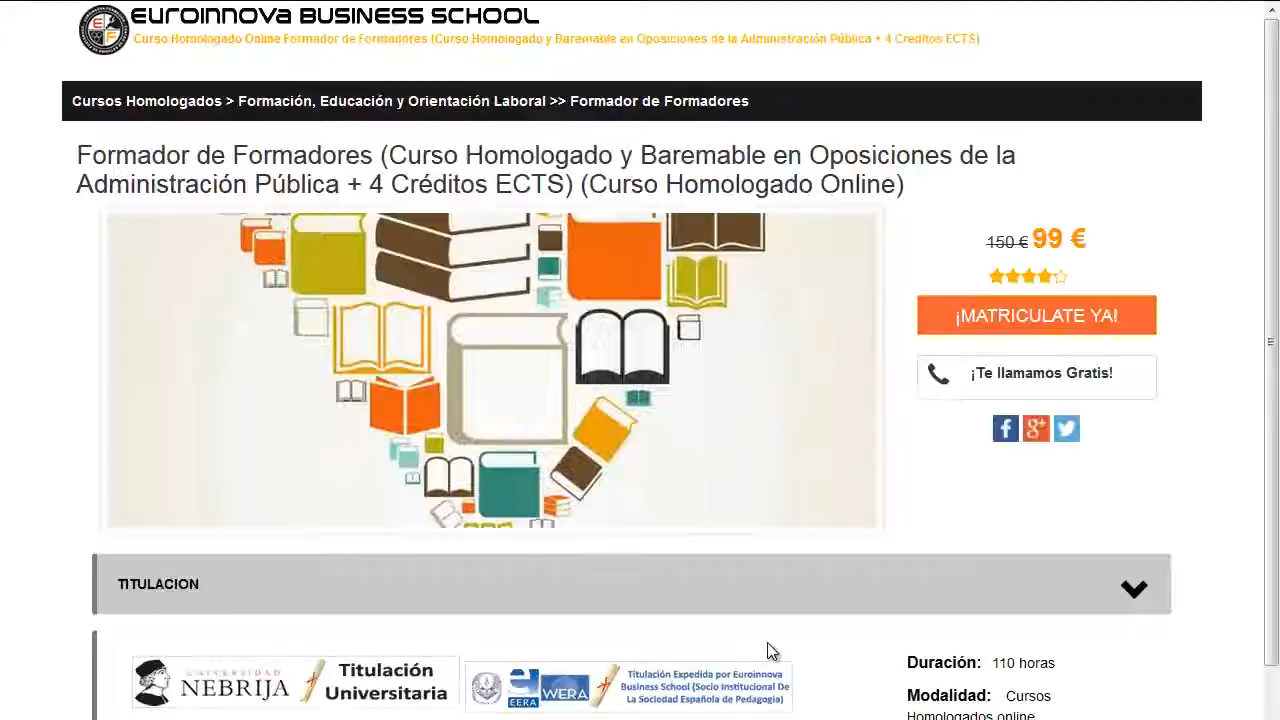 EUROINNOVA BUSINESS SCHOOL
Curso Homologado Online Formador de Formadores (Curso Homologado y Baremable en Oposiciones de la Administración Pública + 4 Creditos ECTS)
Cursos Homologados > Formación, Educación y Orientación Laboral >> Formador de Formadores
Formador de Formadores (Curso Homologado y Baremable en Oposiciones de la
Administración Pública + 4 Créditos ECTS) (Curso Homologado Online)
150 € 99 €
¡MATRICULATE YA!
¡Te llamamos Gratis!
TITULACION
UNIVERSIDAD
NEBRIJA
Titulación
Universitaria
EERA
WERA
Titulación Expedida por Euroinnova
Business School (Socio Institucional De
La Sociedad Española de Pedagogía)
Duración: 110 horas
Modalidad: Cursos
Homologados online